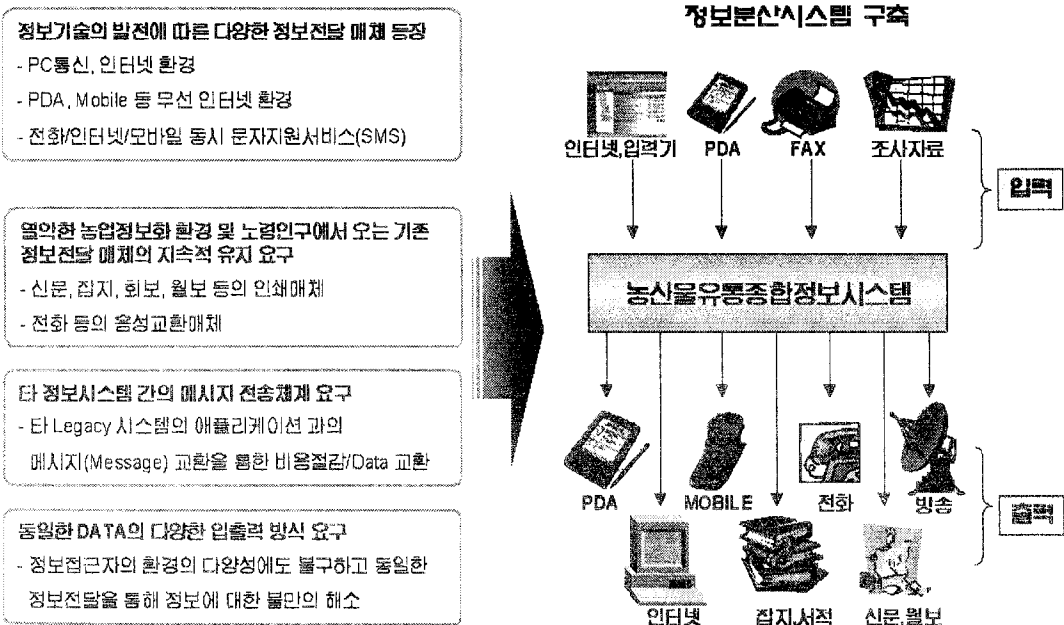 정보기술의 발전에 따른 다양한 정보전달 매체 등장
- PC통신, 인터넷 환경
- PDA, Mobile 등 무선 인터넷 환경
- 전화/인터넷/모바일 동시 문자지원서비스(SMS)
열악한 농업정보화 환경 및 노령인구에서 오는 기존
정보전달 매체의 지속적 유지 요구
- 신문, 잡지, 회보, 월보 등의 인쇄매체
- 전화 등의 음성교환매체
타 정보시스템 간의 메시지 전송체계 요구
- 타 Legacy 시스템의 애플리케이션 과의
메시지(Message) 교환을 통한 비용절감/Data 교환
동일한 DATA의 다양한 입출력 방식 요구
- 정보접근자의 환경의 다양성에도 불구하고 동일한
정보전달을 통해 정보에 대한 불만의 해소
정보분산시스템 구축
인터넷,입력기
PDA
FAX
조사자료
입력
농산물유통종합정보시스템
PDA
MOBILE
전화
방송
출력
인터넷
잡지,서적
신문,월보